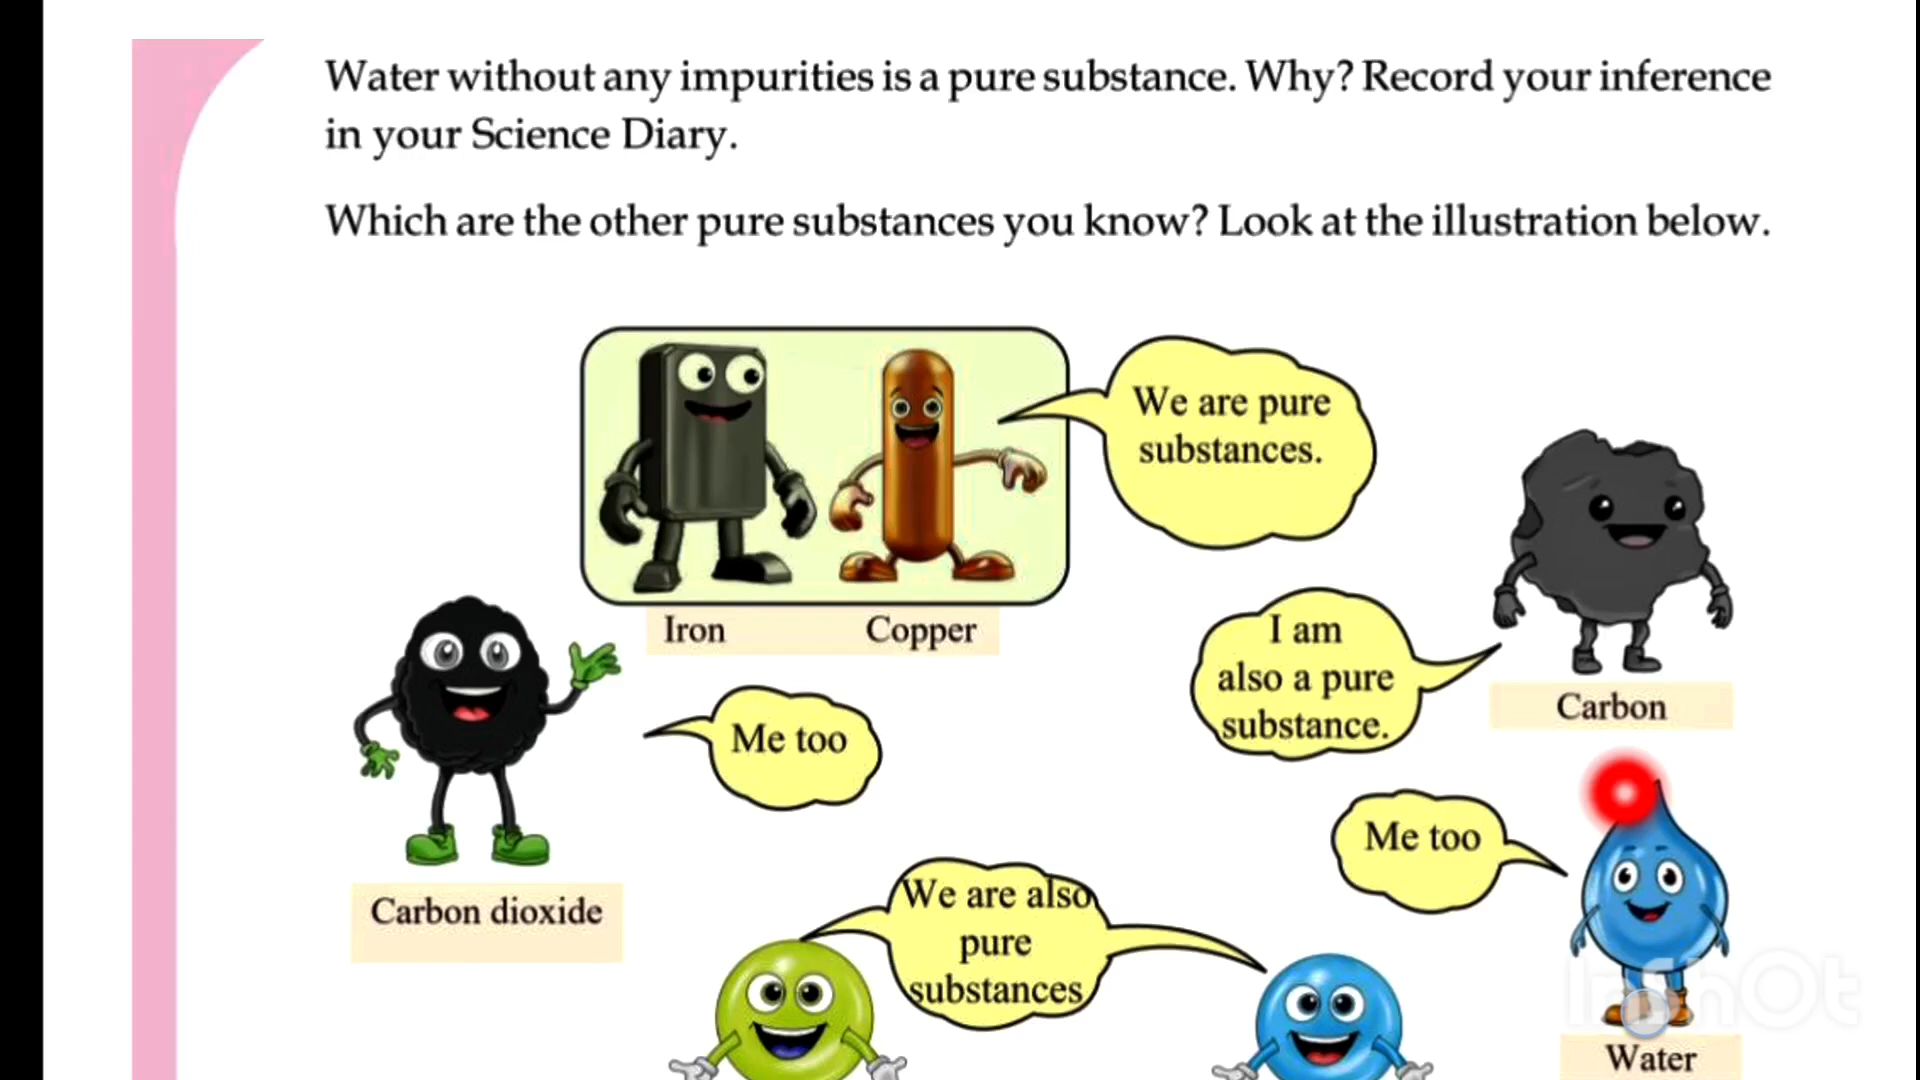 Water without any impurities is a pure substance. Why? Record your inference
in your Science Diary.
Which are the other pure substances you know? Look at the illustration below.
We are pure
substances.
Iron
Copper
I am
also a pure
substance.
Carbon
Me too
Carbon dioxide
Me too
We are also
pure
substances
Water
InShOt